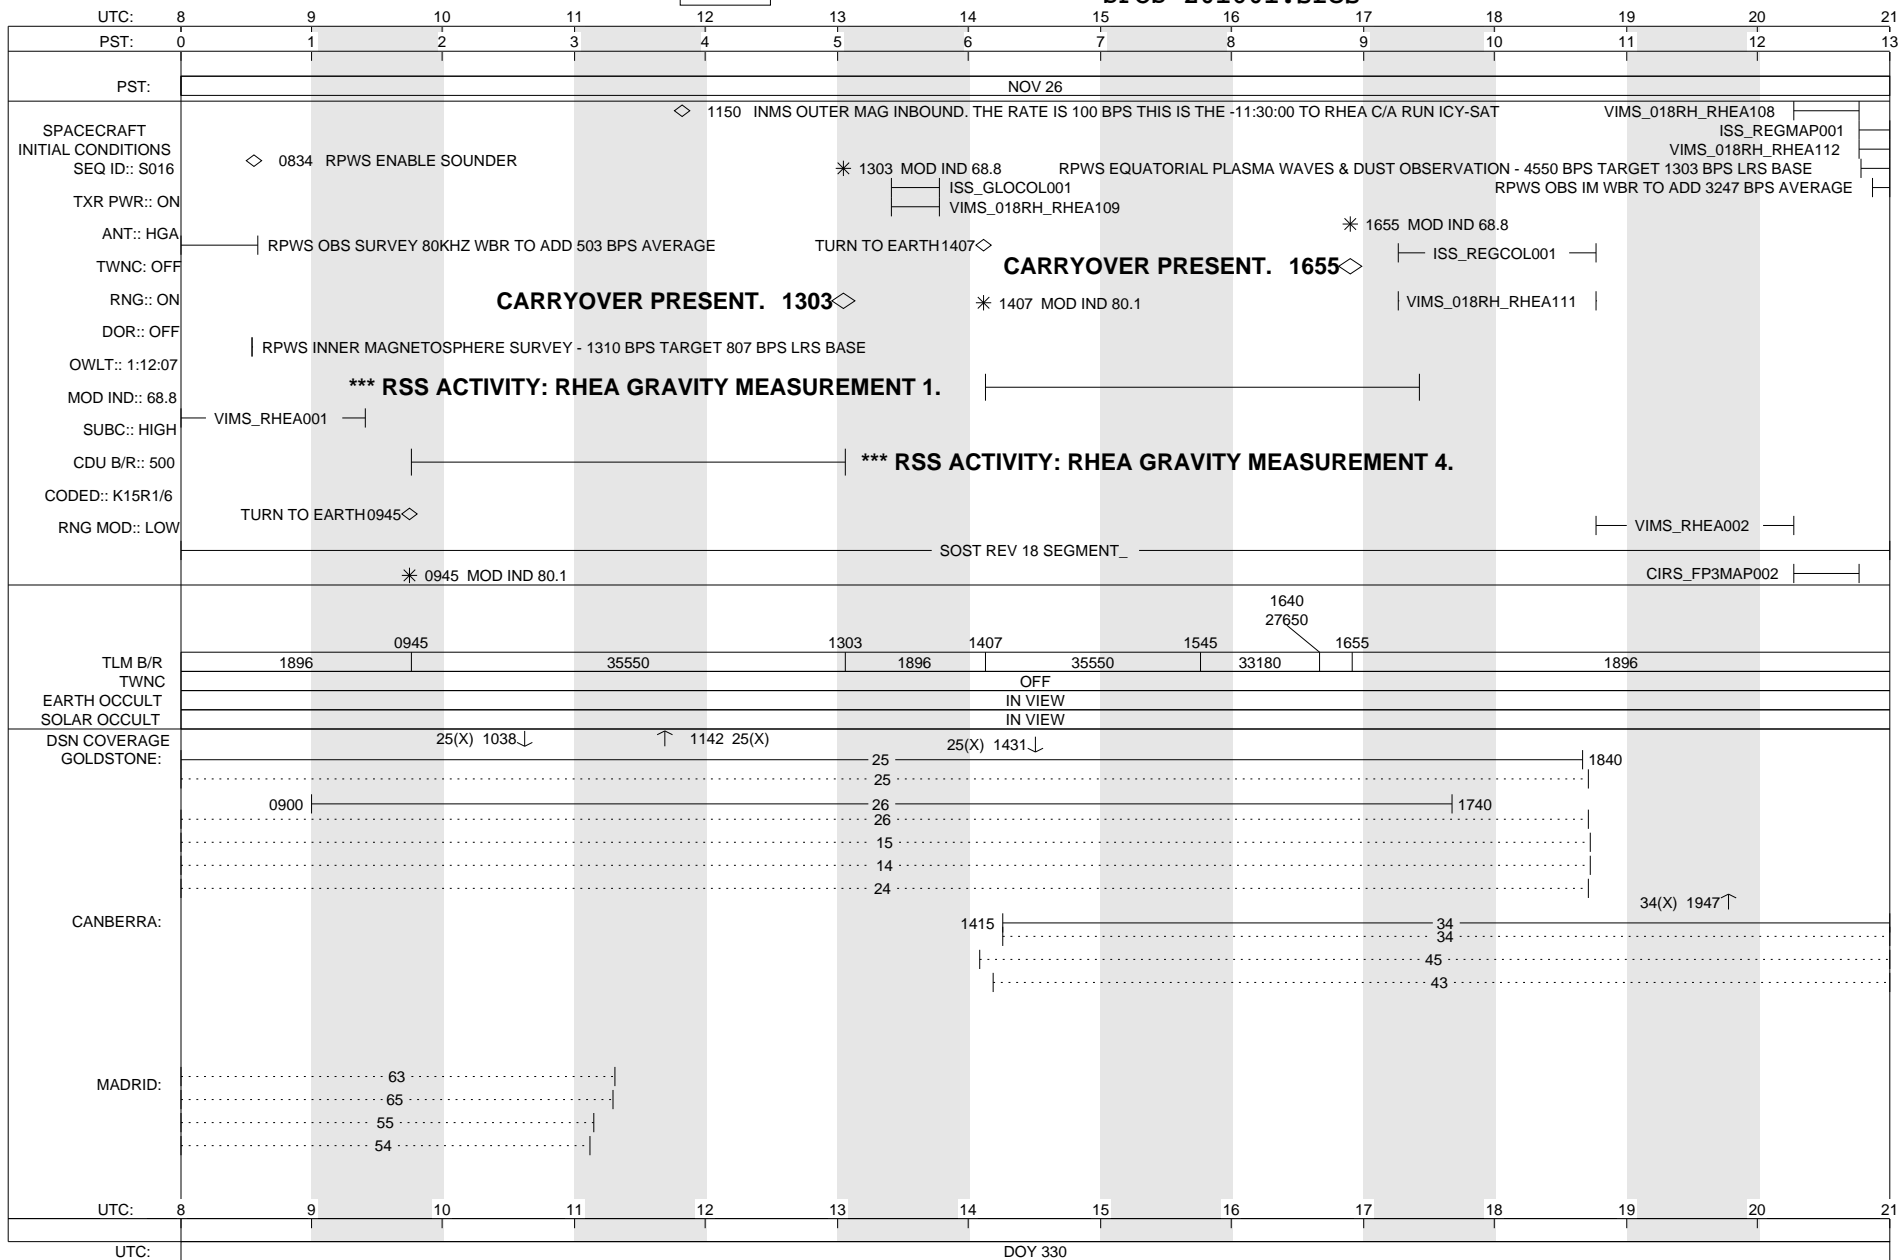 UTC: 8 9 10 11 12 13 14 15 16 17 18 19 20 21
PST: 0 1 2 3 4 5 6 7 8 9 10 11 12 13
PST: NOV 26
1150 INMS OUTER MAG INBOUND. THE RATE IS 100 BPS THIS IS THE -11:30:00 TO RHEA C/A RUN ICY-SAT VIMS_018RH_RHEA108
SPACECRAFT ISS_REGMAP001
INITIAL CONDITIONS VIMS_018RH_RHEA112
0834 RPWS ENABLE SOUNDER
SEQ ID:: S016 1303 MOD IND 68.8 RPWS EQUATORIAL PLASMA WAVES & DUST OBSERVATION - 4550 BPS TARGET 1303 BPS LRS BASE
ISS_GLOCOL001 RPWS OBS IM WBR TO ADD 3247 BPS AVERAGE
TXR PWR:: ON VIMS_018RH_RHEA109
1655 MOD IND 68.8
ANT:: HGA RPWS OBS SURVEY 80KHZ WBR TO ADD 503 BPS AVERAGE TURN TO EARTH 1407
ISS_REGCOL001
TWNC: OFF CARRYOVER PRESENT. 1655
RNG:: ON CARRYOVER PRESENT. 1303 1407 MOD IND 80.1 VIMS_018RH_RHEA111
DOR:: OFF
RPWS INNER MAGNETOSPHERE SURVEY - 1310 BPS TARGET 807 BPS LRS BASE
OWLT:: 1:12:07
*** RSS ACTIVITY: RHEA GRAVITY MEASUREMENT 1.
MOD IND:: 68.8
VIMS_RHEA001
SUBC:: HIGH
CDU B/R:: 500 *** RSS ACTIVITY: RHEA GRAVITY MEASUREMENT 4.
CODED:: K15R1/6
TURN TO EARTH 0945
RNG MOD:: LOW VIMS_RHEA002
SOST REV 18 SEGMENT_
0945 MOD IND 80.1 CIRS_FP3MAP002
1640
27650
0945 1303 1407 1545 1655
TLM B/R 1896 35550 1896 35550 33180 1896
TWNC OFF
EARTH OCCULT IN VIEW
SOLAR OCCULT IN VIEW
DSN COVERAGE 25(X) 1038 1142 25(X) 25(X) 1431
GOLDSTONE: 25 1840
25
0900 26 1740
26
15
14
24
34(X) 1947
CANBERRA: 1415 34
34
45
43
63
MADRID:
65
55
54
UTC: 8 9 10 11 12 13 14 15 16 17 18 19 20 21
UTC: DOY 330